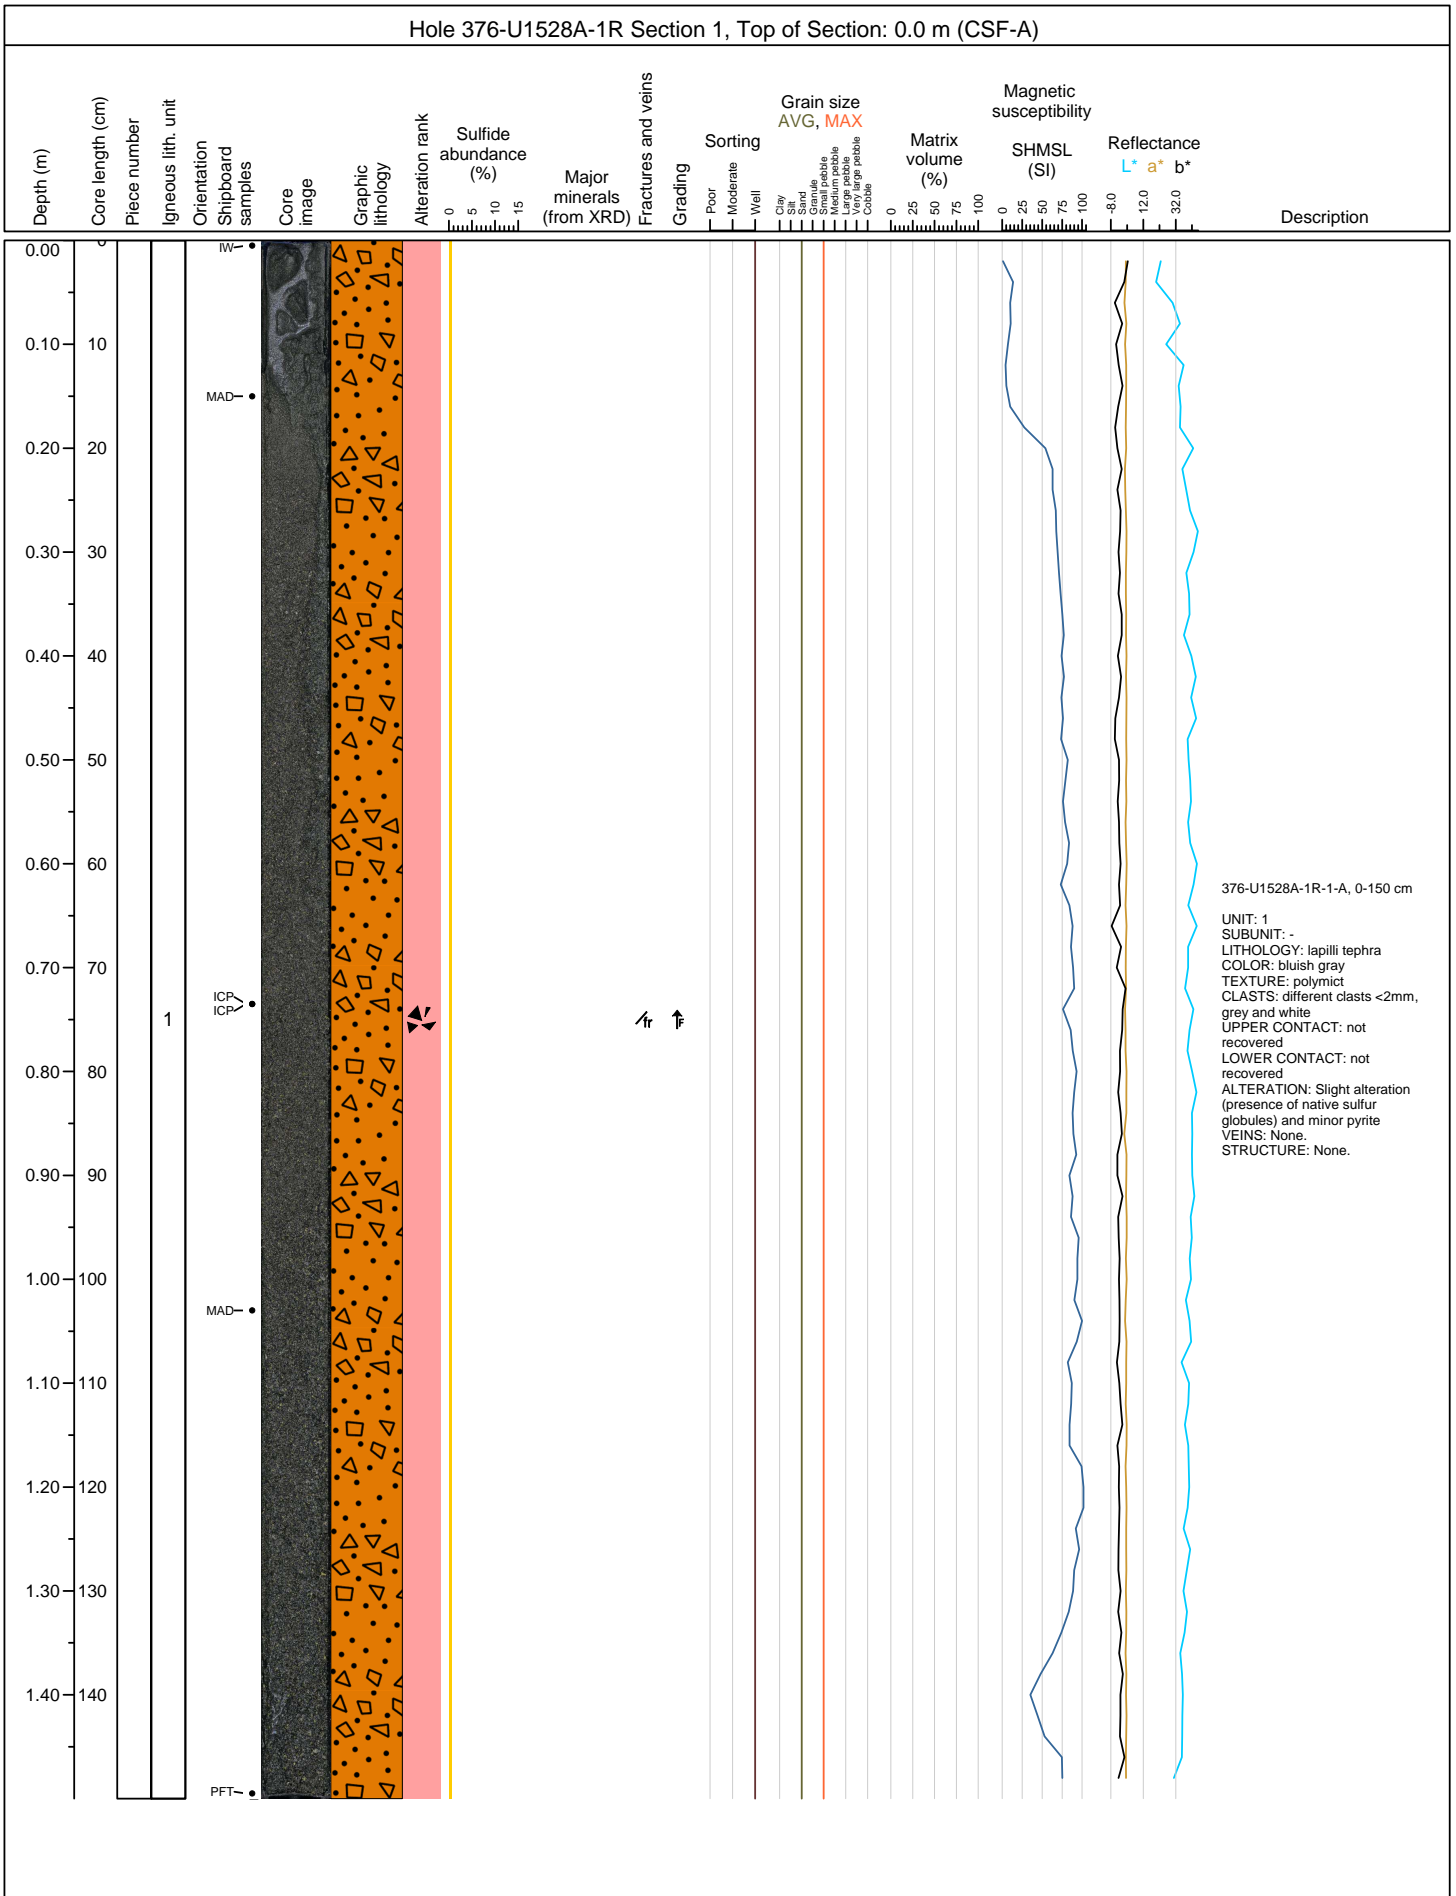 Hole 376-U1528A-1R Section 1, Top of Section: 0.0 m (CSF-A)
Depth (m)
Core length (cm)
Piece number
Igneous lith. unit
Orientation
Shipboard
samples
Core
image
Graphic
lithology
Alteration rank
Sulfide
abundance
(%)
0 5 10 15
Major
minerals
(from XRD)
Fractures and veins
Grading
Sorting
Poor
Moderate
Well
Grain size
AVG, MAX
Clay
Silt
Sand
Granule
Small pebble
Medium pebble
Large pebble
Very large pebble
Cobble
Matrix
volume
(%)
0 25 50 75 100
Magnetic
susceptibility
SHMSL
(SI)
0 25 50 75 100
Reflectance
L* a* b*
-8.0 12.0 32.0
Description
0.00 0 IW
0.10 10
MAD
0.20 20
0.30 30
0.40 40
0.50 50
0.60 60
0.70 70
ICP
ICP
1
fr
F
0.80 80
0.90 90
1.00 100
MAD
1.10 110
1.20 120
1.30 130
1.40 140
PFT
376-U1528A-1R-1-A, 0-150 cm
UNIT: 1
SUBUNIT: -
LITHOLOGY: lapilli tephra
COLOR: bluish gray
TEXTURE: polymict
CLASTS: different clasts <2mm,
grey and white
UPPER CONTACT: not
recovered
LOWER CONTACT: not
recovered
ALTERATION: Slight alteration
(presence of native sulfur
globules) and minor pyrite
VEINS: None.
STRUCTURE: None.